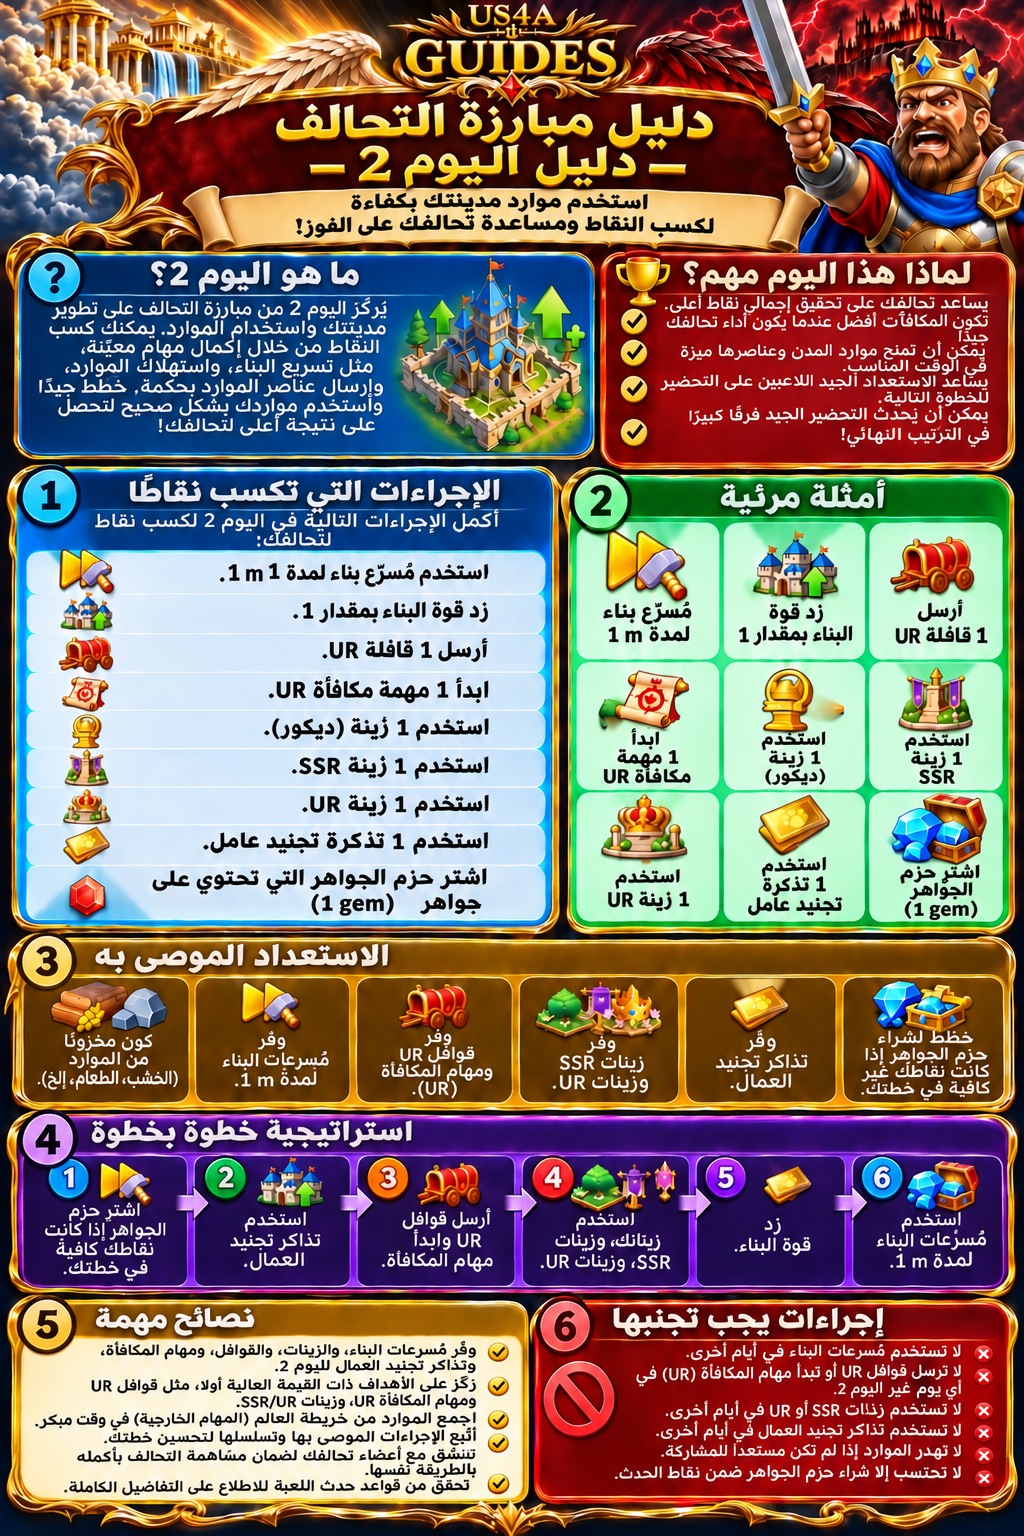 US4A
GUIDES
دليل مبارزة التحالف
– دليل اليوم 2 –
استخدم موارد مدينتك بكفاءة
لكسب النقاط ومساعدة تحالفك على الفوز!
؟
ما هو اليوم 2؟
يُركّز اليوم 2 من مبارزة التحالف على تطوير
مدينتك واستخدام الموارد. يمكنك كسب
النقاط من خلال إكمال مهام معيّنة،
مثل تسريع البناء، واستهلاك الموارد،
وإرسال عناصر الموارد بحكمة, خطط جيدًا
واستخدم مواردك بشكل صحيح لتحصل
على نتيجة أعلى لتحالفك!
لماذا هذا اليوم مهم؟
يساعد تحالفك على تحقيق إجمالي نقاط أعلى.
تكون المكافآت أفضل عندما يكون أداء تحالفك
جيدًا
يمكن أن تمنح موارد المدن وعناصرها ميزة
في الوقت المناسب.
يساعد الاستعداد الجيد اللاعبين على التحضير
للخطوة التالية.
يمكن أن يُحدث التحضير الجيد فرقًا كبيرًا
في الترتيب النهائي!
1
الإجراءات التي تكسب نقاطًا
أكمل الإجراءات التالية في اليوم 2 لكسب نقاط
لتحالفك:
استخدم مُسرّع بناء لمدة 1 1 m.
زد قوة البناء بمقدار 1.
أرسل 1 قافلة UR.
ابدأ 1 مهمة مكافأة UR.
استخدم 1 زينة (ديكور).
استخدم 1 زينة SSR.
استخدم 1 زينة UR.
استخدم 1 تذكرة تجنيد عامل.
اشتر حزم الجواهر التي تحتوي على
جواهر (1 gem)
2
أمثلة مرئية
أرسل
1 قافلة UR
زد قوة
البناء بمقدار 1
مُسرّع بناء
لمدة 1 m
استخدم
1 زينة
SSR
استخدم
1 زينة
(ديكور)
ابدأ
1 مهمة
مكافأة UR
اشتر حزم
الجواهر
(1 gem)
استخدم
1 تذكرة
تجنيد عامل
استخدم
1 زينة UR
3
الاستعداد الموصى به
كون مخزونًا
من الموارد
(الخشب، الطعام، إلخ).
وفر
مُسرعات البناء
لمدة 1 m.
وفر
قوافل UR
ومهام المكافأة
(UR).
وفر
زينات SSR
وزينات UR.
وفّر
تذاكر تجنيد
العمال.
خطّط لشراء
حزم الجواهر إذا
كانت نقاطك غير
كافية في خطتك.
4
استراتيجية خطوة بخطوة
1
اشترِ حزم
الجواهر إذا كانت
نقاطك كافية
في خطتك.
2
استخدم
تذاكر تجنيد
العمال.
3
أرسل قوافل
UR وابدأ
مهام المكافأة.
4
استخدم
زيناتك، وزينات
SSR، وزينات UR.
5
زد
قوة البناء.
6
استخدم
مُسرّعات البناء
لمدة 1 m.
5
نصائح مهمة
وفّر مُسرعات البناء، والزينات، والقوافل، ومهام المكافأة،
وتذاكر تجنيد العمال لليوم 2.
ركّز على الأهداف ذات القيمة العالية أولا، مثل قوافل UR
ومهام المكافأة UR، وزينات SSR/UR.
اجمع الموارد من خريطة العالم (المهام الخارجية) في وقت مبكر.
اتّبع الإجراءات الموصى بها وتسلسلها لتحسين خطتك.
تنسّق مع أعضاء تحالفك لضمان مساهمة التحالف بأكمله
بالطريقة نفسها.
تحقق من قواعد حدث اللعبة للاطلاع على التفاصيل الكاملة.
6
إجراءات يجب تجنبها
لا تستخدم مُسرعات البناء في أيام أخرى.
لا ترسل قوافل UR أو تبدأ مهام المكافأة (UR) في
أي يوم غير اليوم 2.
لا تستخدم SSR أو UR في أيام أخرى.
لا تستخدم تذاكر تجنيد العمال في أيام أخرى.
لا تهدر الموارد إذا لم تكن مستعدا للمشاركة.
لا تحتسب إلا شراء حزم الجواهر ضمن نقاط الحدث.